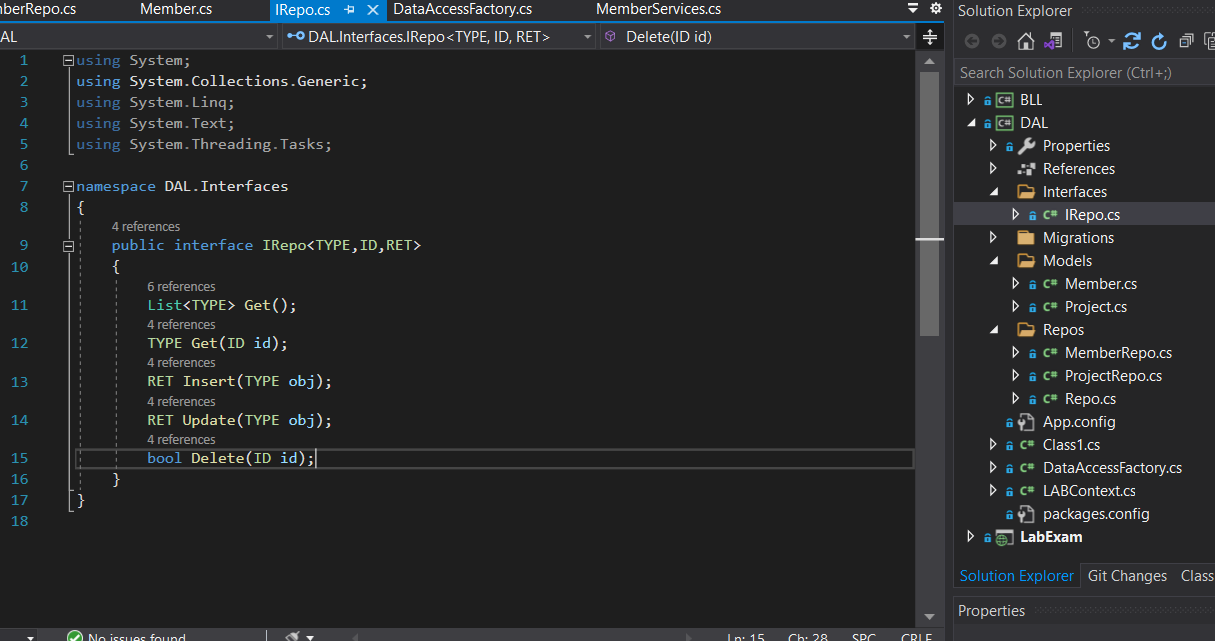 nberRepo.cs Member.cs IRepo.cs DataAccessFactory.cs MemberServices.cs
AL DAL.Interfaces.IRepo<TYPE, ID, RET> Delete(ID id)
1 using System;
2 using System.Collections.Generic;
3 using System.Linq;
4 using System.Text;
5 using System.Threading.Tasks;
6
7 namespace DAL.Interfaces
8 {
4 references
9 public interface IRepo<TYPE,ID,RET>
10 {
6 references
11 List<TYPE> Get();
4 references
12 TYPE Get(ID id);
4 references
13 RET Insert(TYPE obj);
4 references
14 RET Update(TYPE obj);
4 references
15 bool Delete(ID id);
16 }
17 }
18
No issues found Ln: 15 Ch: 28 SPC CRLF
Solution Explorer
Search Solution Explorer (Ctrl+;)
C# BLL
C# DAL
Properties
References
Interfaces
C# IRepo.cs
Migrations
Models
C# Member.cs
C# Project.cs
Repos
C# MemberRepo.cs
C# ProjectRepo.cs
C# Repo.cs
App.config
C# Class1.cs
C# DataAccessFactory.cs
C# LABContext.cs
packages.config
LabExam
Solution Explorer Git Changes Class
Properties